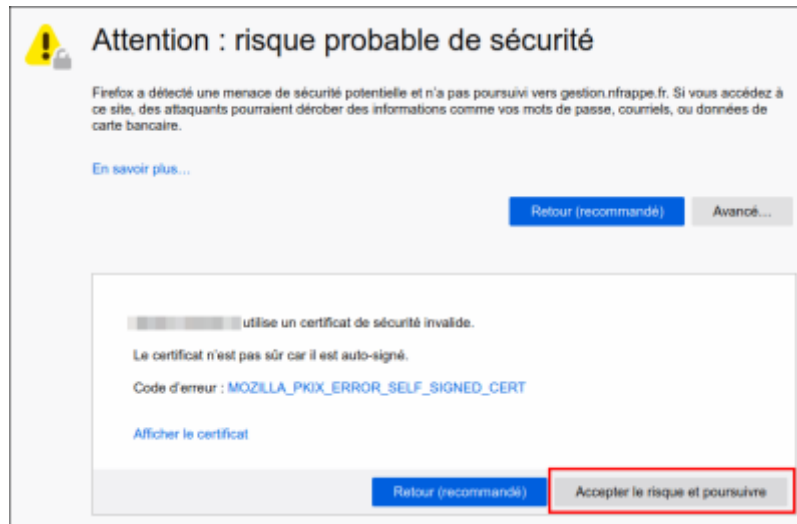 Attention : risque probable de sécurité
Firefox a détecté une menace de sécurité potentielle et n'a pas poursuivi vers gestion.nfrappe.fr. Si vous accédez à
ce site, des attaquants pourraient dérober des informations comme vos mots de passe, courriels, ou données de
carte bancaire.
En savoir plus…
Retour (recommandé) Avancé…
utilise un certificat de sécurité invalide.
Le certificat n'est pas sûr car il est auto-signé.
Code d'erreur : MOZILLA_PKIX_ERROR_SELF_SIGNED_CERT
Afficher le certificat
Retour (recommandé) Accepter le risque et poursuivre